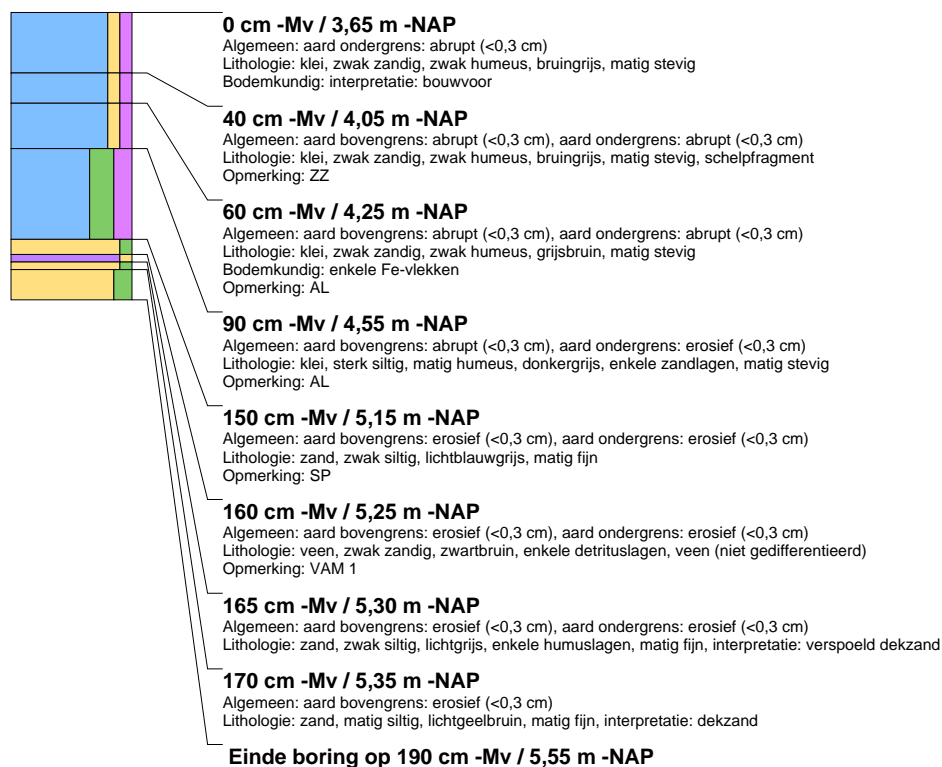 0 cm -Mv / 3,65 m -NAP
Algemeen: aard ondergrens: abrupt (<0,3 cm)
Lithologie: klei, zwak zandig, zwak humeus, bruingrijs, matig stevig
Bodemkundig: interpretatie: bouwvoor
40 cm -Mv / 4,05 m -NAP
Algemeen: aard bovengrens: abrupt (<0,3 cm), aard ondergrens: abrupt (<0,3 cm)
Lithologie: klei, zwak zandig, zwak humeus, bruingrijs, matig stevig, schelpfragment
Opmerking: ZZ
60 cm -Mv / 4,25 m -NAP
Algemeen: aard bovengrens: abrupt (<0,3 cm), aard ondergrens: abrupt (<0,3 cm)
Lithologie: klei, zwak zandig, zwak humeus, grijsbruin, matig stevig
Bodemkundig: enkele Fe-vlekken
Opmerking: AL
90 cm -Mv / 4,55 m -NAP
Algemeen: aard bovengrens: abrupt (<0,3 cm), aard ondergrens: erosief (<0,3 cm)
Lithologie: klei, sterk siltig, matig humeus, donkergrijs, enkele zandlagen, matig stevig
Opmerking: AL
150 cm -Mv / 5,15 m -NAP
Algemeen: aard bovengrens: erosief (<0,3 cm), aard ondergrens: erosief (<0,3 cm)
Lithologie: zand, zwak siltig, lichtblauwgrijs, matig fijn
Opmerking: SP
160 cm -Mv / 5,25 m -NAP
Algemeen: aard bovengrens: erosief (<0,3 cm), aard ondergrens: erosief (<0,3 cm)
Lithologie: veen, zwak zandig, zwartbruin, enkele detrituslagen, veen (niet gedifferentieerd)
Opmerking: VAM 1
165 cm -Mv / 5,30 m -NAP
Algemeen: aard bovengrens: erosief (<0,3 cm), aard ondergrens: erosief (<0,3 cm)
Lithologie: zand, zwak siltig, lichtgrijs, enkele humuslagen, matig fijn, interpretatie: verspoeld dekzand
170 cm -Mv / 5,35 m -NAP
Algemeen: aard bovengrens: erosief (<0,3 cm)
Lithologie: zand, matig siltig, lichtgeelbruin, matig fijn, interpretatie: dekzand
Einde boring op 190 cm -Mv / 5,55 m -NAP